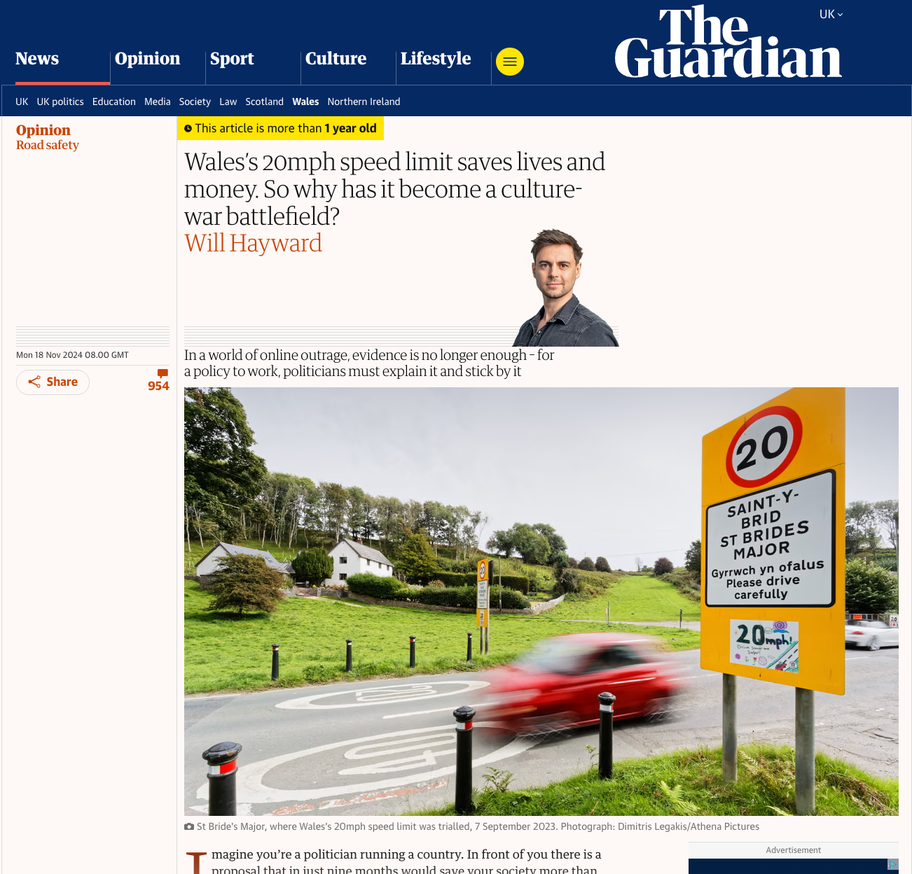 UK
The
Guardian
News
Opinion
Sport
Culture
Lifestyle
UK
UK politics
Education
Media
Society
Law
Scotland
Wales
Northern Ireland
Opinion
Road safety
This article is more than 1 year old
Wales's 20mph speed limit saves lives and
money. So why has it become a culture-
war battlefield?
Will Hayward
Mon 18 Nov 2024 08.00 GMT
Share
954
In a world of online outrage, evidence is no longer enough – for
a policy to work, politicians must explain it and stick by it
20
SAINT-Y-
BRID
ST BRIDES
MAJOR
Gyrrwch yn ofalus
Please drive
carefully
20mph!
20
St Bride's Major, where Wales's 20mph speed limit was trialled, 7 September 2023. Photograph: Dimitris Legakis/Athena Pictures
Imagine you're a politician running a country. In front of you there is a
proposal that in just nine months would save your society more than
Advertisement